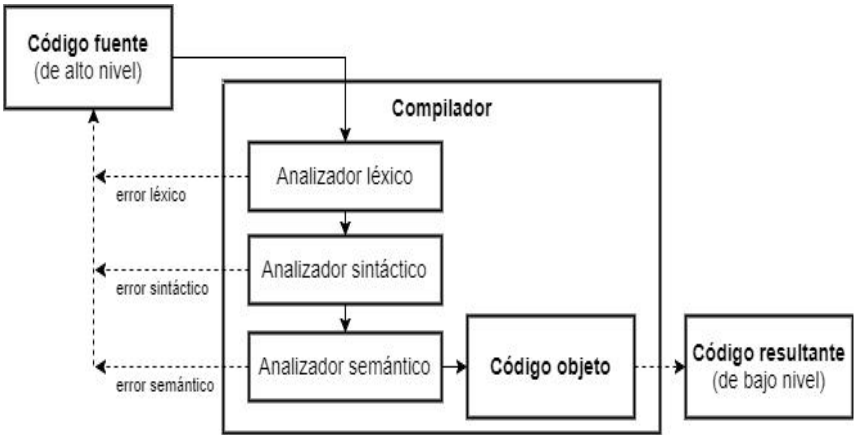 Código fuente
(de alto nivel)
Compilador
Analizador léxico
error léxico
Analizador sintáctico
error sintáctico
Analizador semántico
error semántico
Código objeto
Código resultante
(de bajo nivel)